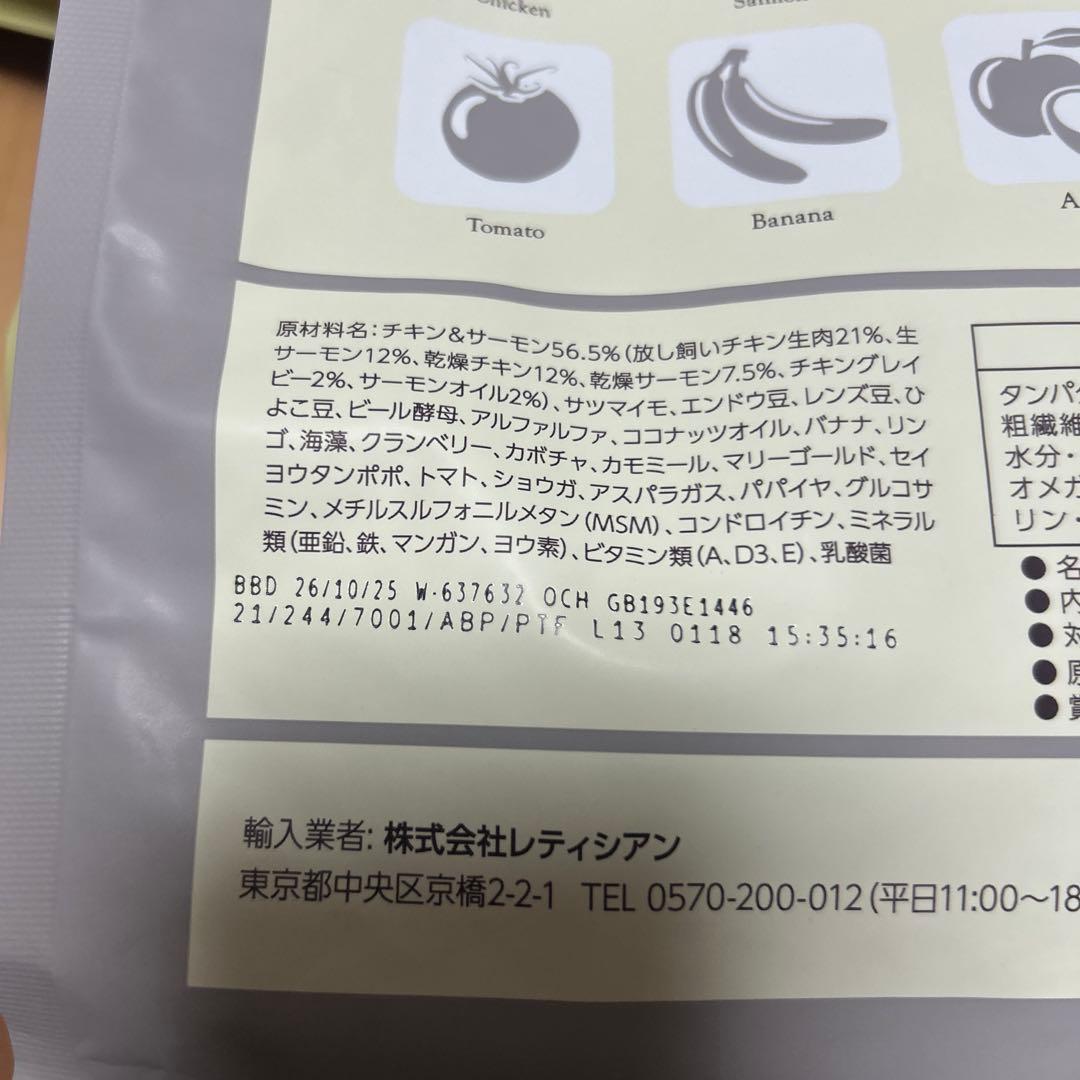 Chicken
Tomato
Banana
原材料名：チキン&サーモン56.5%（放し飼いチキン生肉21%、生
サーモン12%、乾燥チキン12%、乾燥サーモン7.5%、チキングレイ
ビー2%、サーモンオイル2%）、サツマイモ、エンドウ豆、レンズ豆、ひ
よこ豆、ビール酵母、アルファルファ、ココナッツオイル、バナナ、リン
ゴ、海藻、クランベリー、カボチャ、カモミール、マリーゴールド、セイ
ヨウタンポポ、トマト、ショウガ、アスパラガス、パパイヤ、グルコサ
ミン、メチルスルフォニルメタン（MSM）、コンドロイチン、ミネラル
類（亜鉛、鉄、マンガン、ヨウ素）、ビタミン類（A、D3、E）、乳酸菌
BBD 26/10/25 W-637632 OCH GB193E1446
21/244/7001/ABP/PTF L13 0118 15:35:16
タンパク
粗繊維
水分・
オメガ
リン・
● 名
● 内
● 対
● 原
● 賞
輸入業者: 株式会社レティシアン
東京都中央区京橋2-2-1 TEL 0570-200-012（平日11:00～18